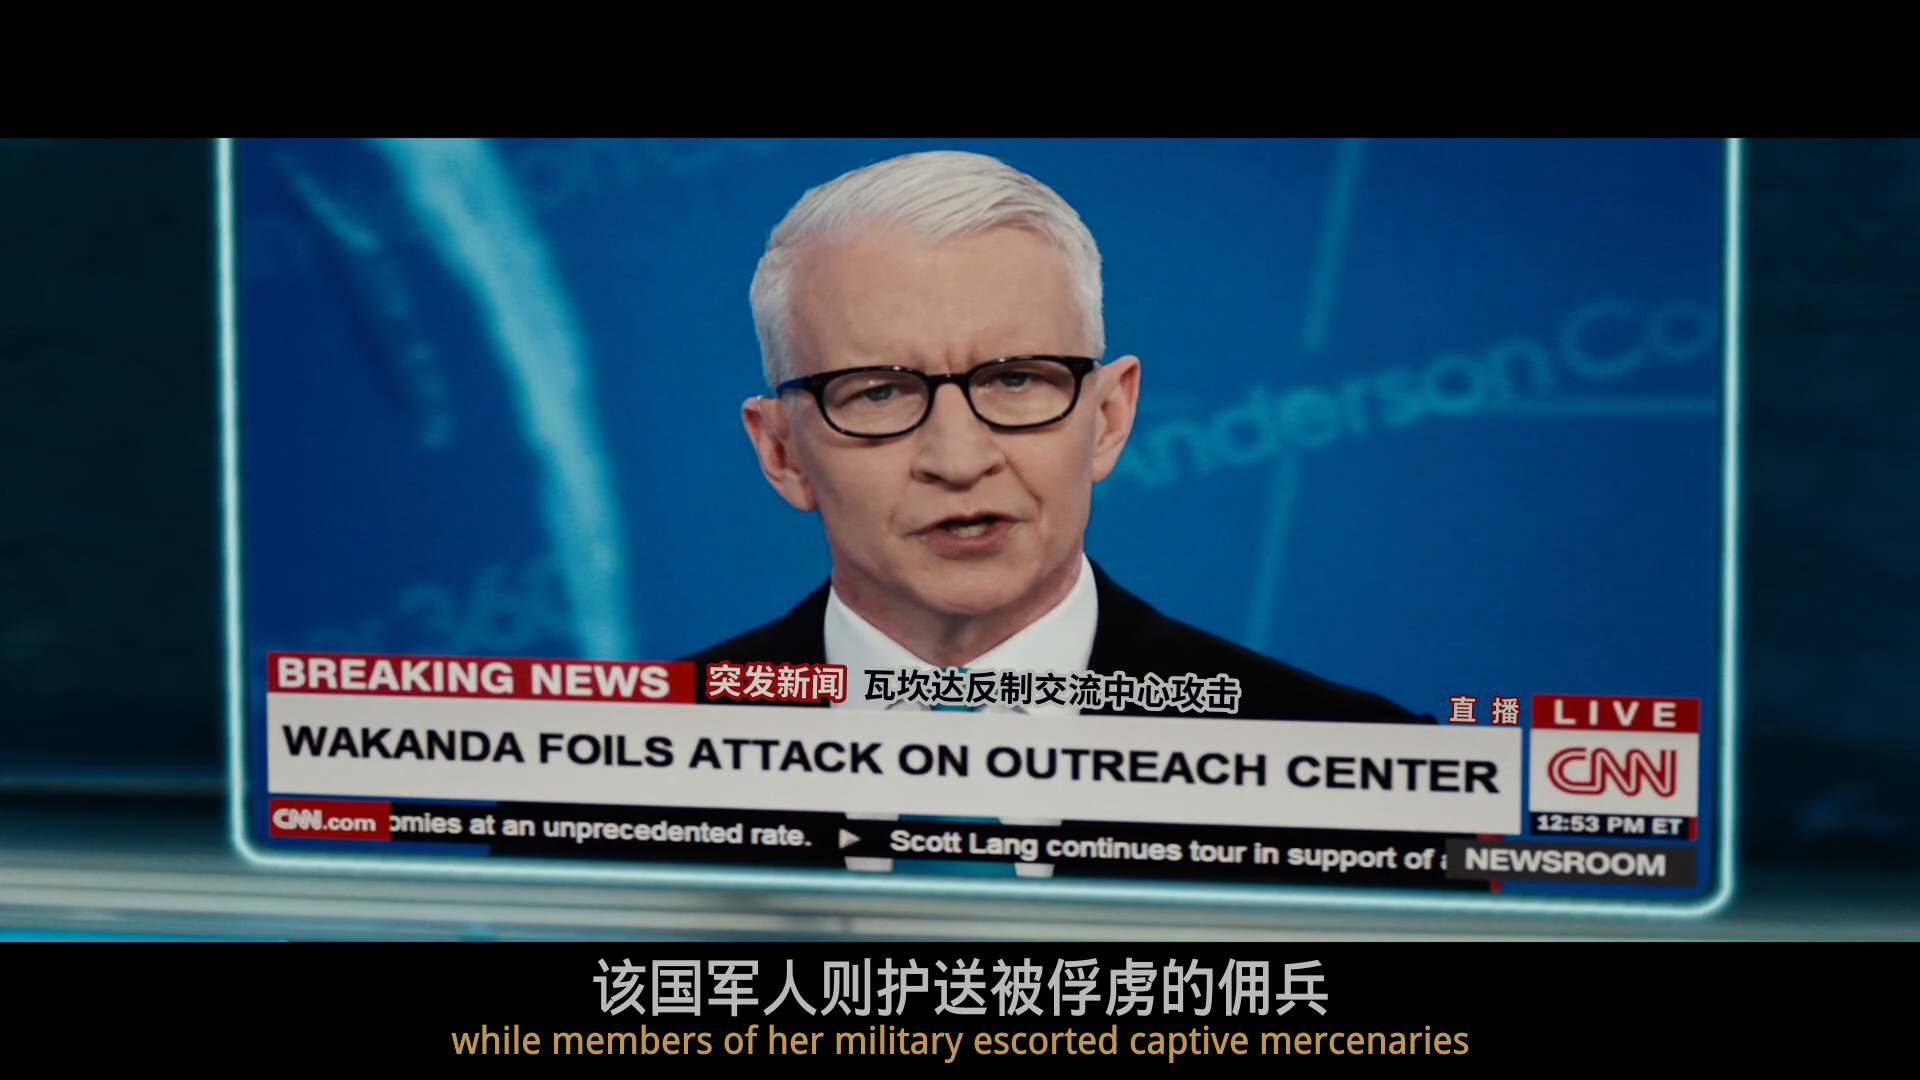 Anderson Co
360
BREAKING NEWS 突发新闻 瓦坎达反制交流中心攻击
直 播 LIVE
WAKANDA FOILS ATTACK ON OUTREACH CENTER
CNN
12:53 PM ET
CNN.com omies at an unprecedented rate. ▶ Scott Lang continues tour in support of
NEWSROOM
该国军人则护送被俘虏的佣兵
while members of her military escorted captive mercenaries